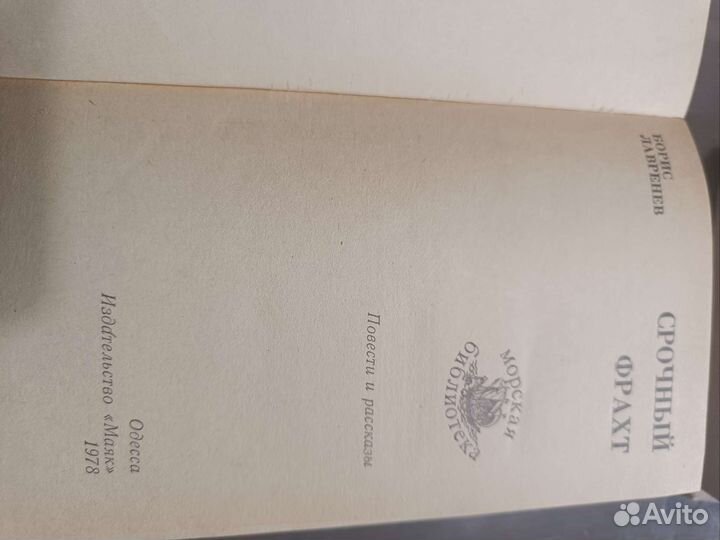 БОРИС
ЛАВРЕНЕВ
СРОЧНЫЙ
ФРАХТ
морская
библиотека
Повести и рассказы
Одесса
Издательство «Маяк»
1978
Avito